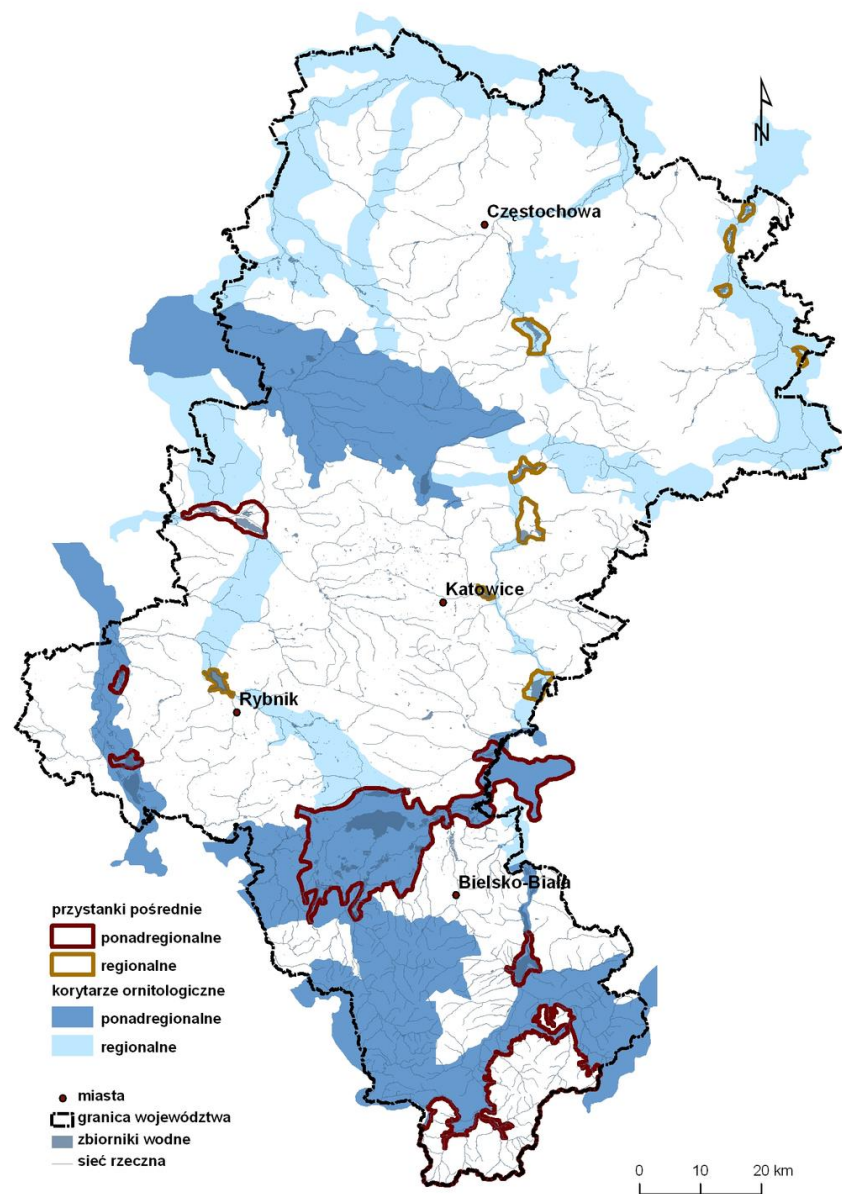 N
Częstochowa
Katowice
Rybnik
Bielsko-Biała
przystanki pośrednie
ponadregionalne
regionalne
korytarze ornitologiczne
ponadregionalne
regionalne
miasta
granica województwa
zbiorniki wodne
sieć rzeczna
0 10 20 km